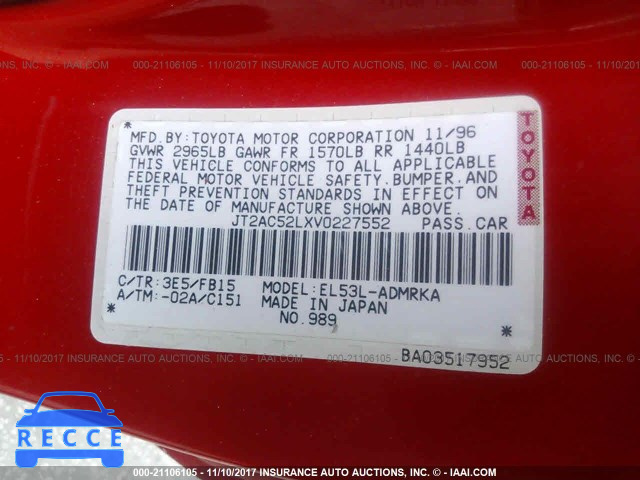 000-21106105 - 11/10/2017 INSURANCE AUTO AUCTIONS, INC. © - IAAI.COM
MFD.BY:TOYOTA MOTOR CORPORATION 11/96
GVWR 2965LB GAWR FR 1570LB RR 1440LB
THIS VEHICLE CONFORMS TO ALL APPLICABLE
FEDERAL MOTOR VEHICLE SAFETY,BUMPER,AND
THEFT PREVENTION STANDARDS IN EFFECT ON
THE DATE OF MANUFACTURE SHOWN ABOVE.
JT2AC52LXV0227552 PASS.CAR
TOYOTA
C/TR:3E5/FB15 MODEL:EL53L-ADMRKA
A/TM:-02A/C151 MADE IN JAPAN
NO.989
000-21106105 - 11/10/2017 INSURANCE AUTO AUCTIONS, INC. © - IAAI.COM
BA03517952
RECCE
000-21106105 - 11/10/2017 INSURANCE AUTO AUCTIONS, INC. © - IAAI.COM